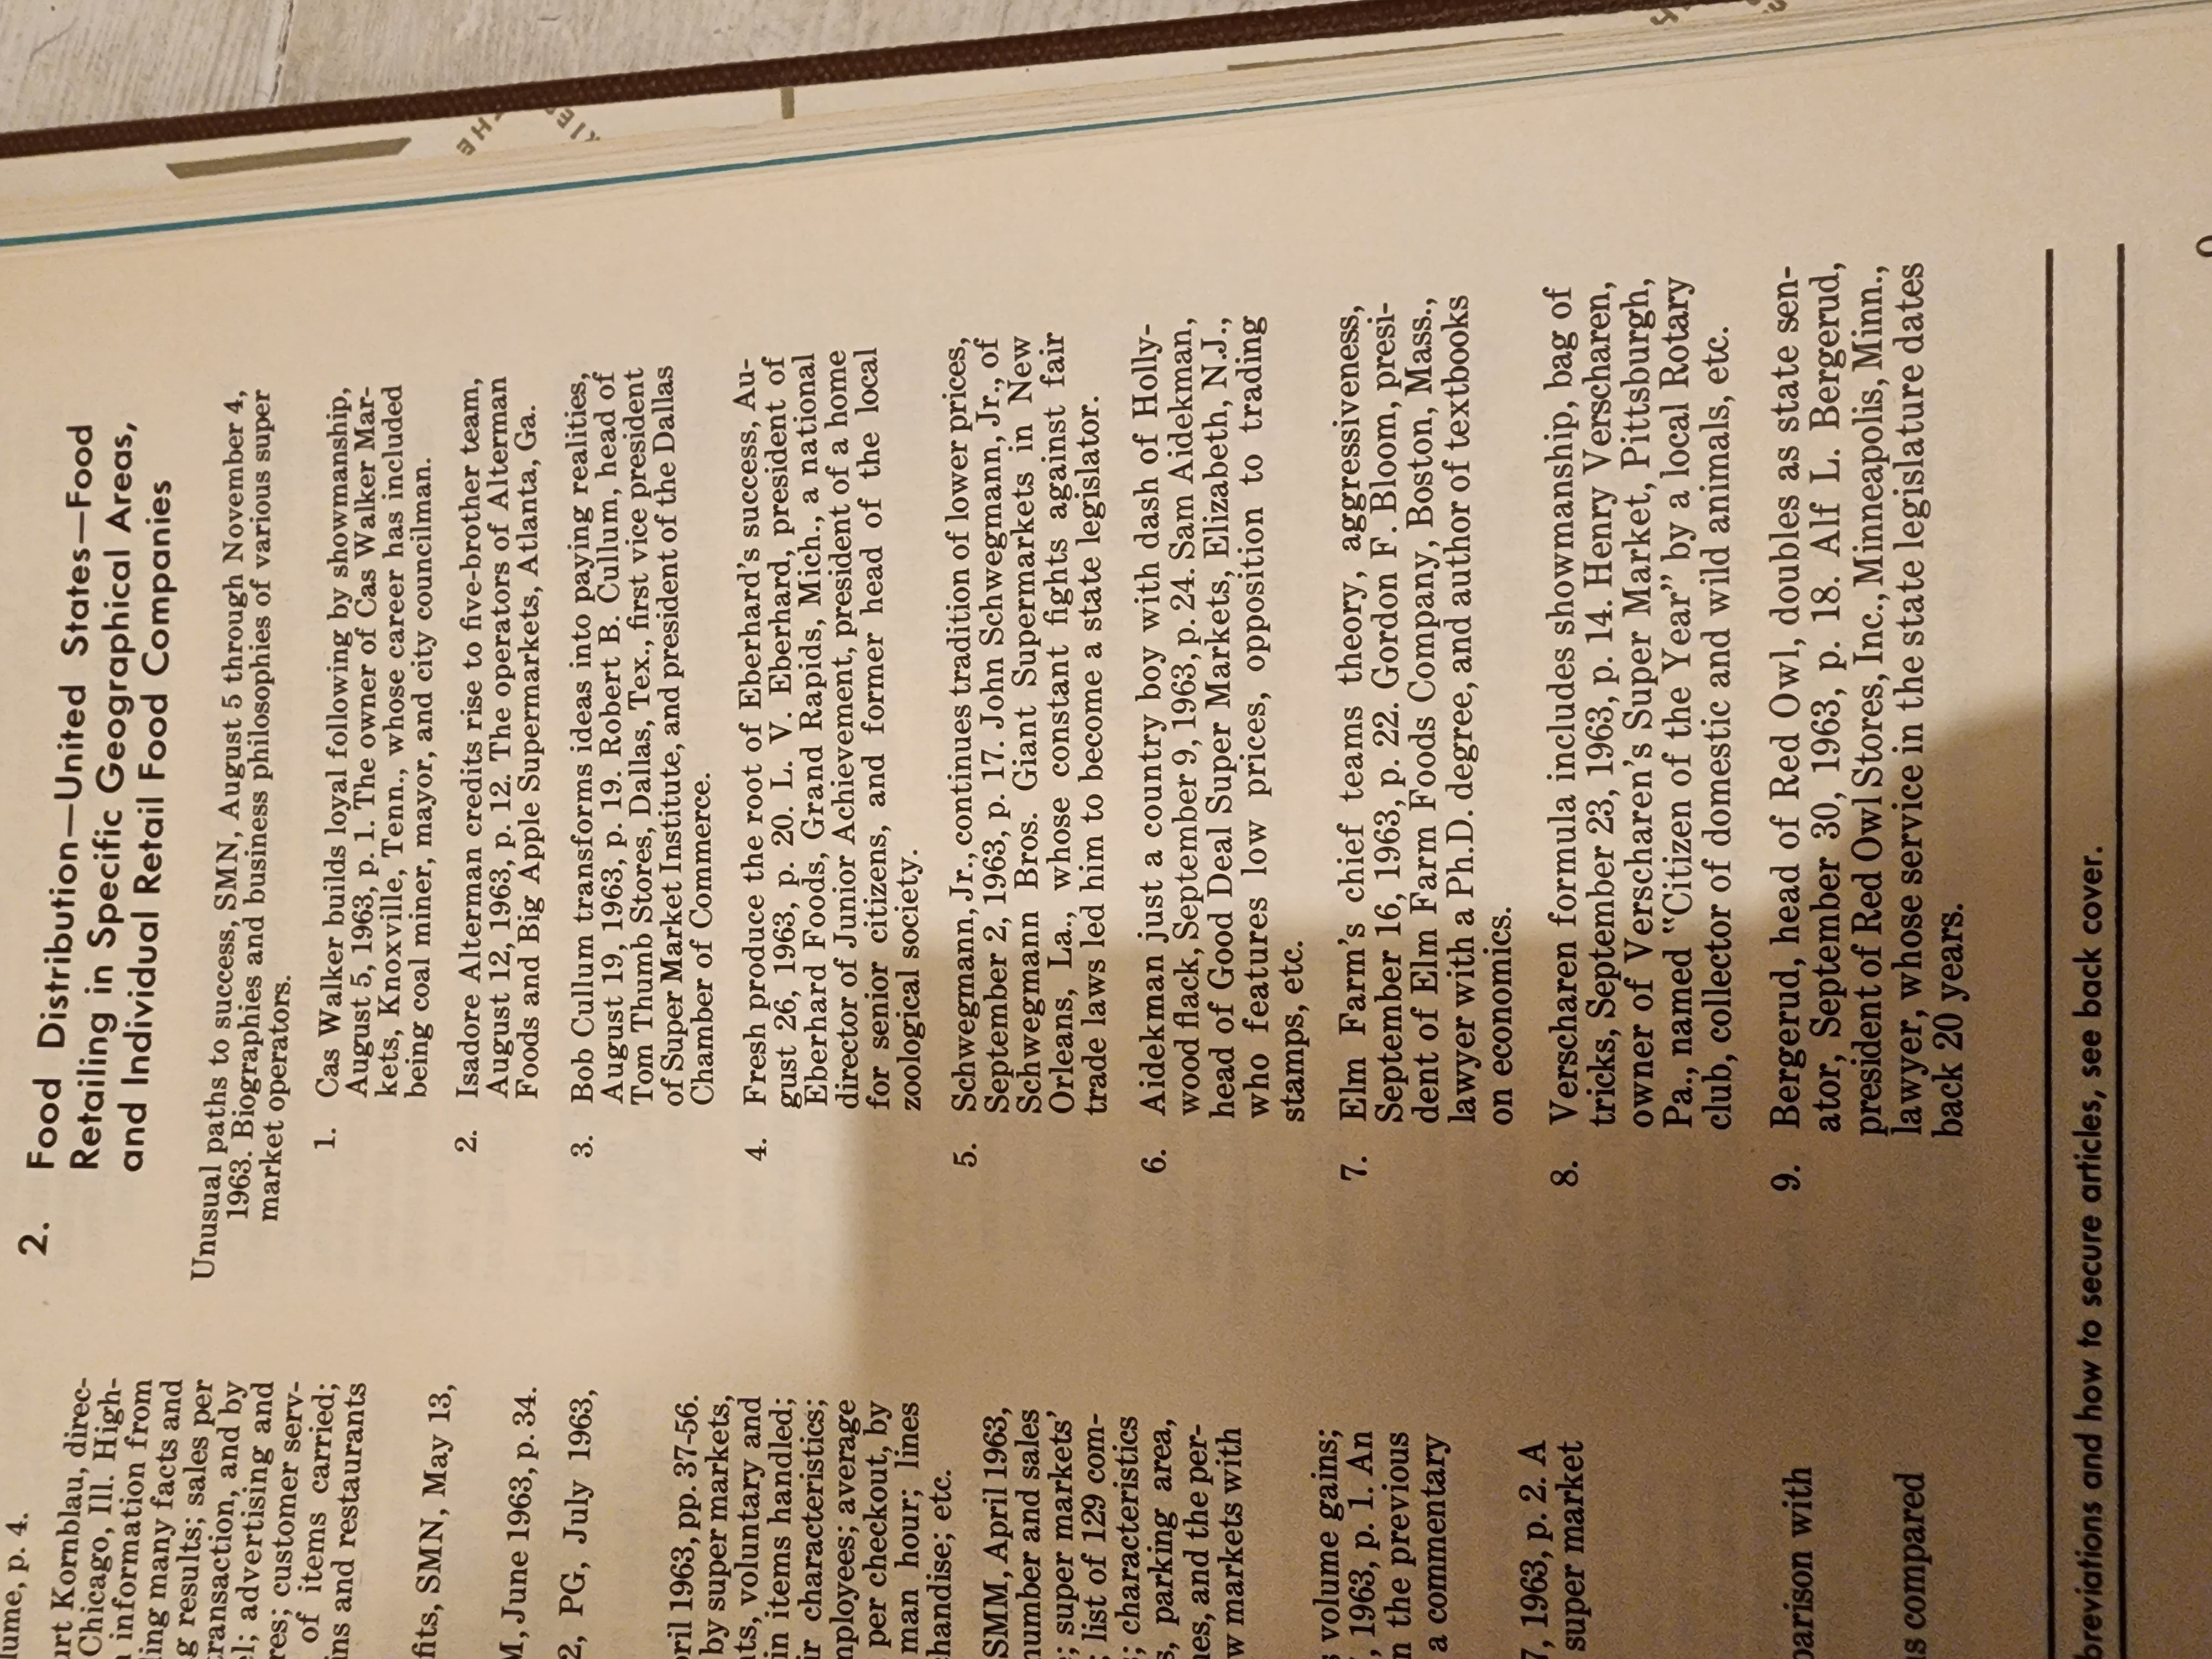 lume, p. 4.
urt Kornblau, direc-
Chicago, Ill. High-
information from
ing many facts and
g results; sales per
transaction, and by
el; advertising and
res; customer serv-
of items carried;
ins and restaurants
fits, SMN, May 13,
M, June 1963, p. 34.
2, PG, July 1963,
pril 1963, pp. 37-56.
by super markets,
nts, voluntary and
in items handled;
ir characteristics;
mployees; average
per checkout, by
man hour; lines
handise; etc.
SMM, April 1963,
number and sales
; super markets'
list of 129 com-
; characteristics
s, parking area,
nes, and the per-
w markets with
s volume gains;
, 1963, p. 1. An
n the previous
a commentary
7, 1963, p. 2. A
super market
parison with
as compared
2. Food Distribution—United States—Food
Retailing in Specific Geographical Areas,
and Individual Retail Food Companies
Unusual paths to success, SMN, August 5 through November 4,
1963. Biographies and business philosophies of various super
market operators.
1. Cas Walker builds loyal following by showmanship,
August 5, 1963, p. 1. The owner of Cas Walker Mar-
kets, Knoxville, Tenn., whose career has included
being coal miner, mayor, and city councilman.
2. Isadore Alterman credits rise to five-brother team,
August 12, 1963, p. 12. The operators of Alterman
Foods and Big Apple Supermarkets, Atlanta, Ga.
3. Bob Cullum transforms ideas into paying realities,
August 19, 1963, p. 19. Robert B. Cullum, head of
Tom Thumb Stores, Dallas, Tex., first vice president
of Super Market Institute, and president of the Dallas
Chamber of Commerce.
4. Fresh produce the root of Eberhard's success, Au-
gust 26, 1963, p. 20. L. V. Eberhard, president of
Eberhard Foods, Grand Rapids, Mich., a national
director of Junior Achievement, president of a home
for senior citizens, and former head of the local
zoological society.
5. Schwegmann, Jr., continues tradition of lower prices,
September 2, 1963, p. 17. John Schwegmann, Jr., of
Schwegmann Bros. Giant Supermarkets in New
Orleans, La., whose constant fights against fair
trade laws led him to become a state legislator.
6. Aidekman just a country boy with dash of Holly-
wood flack, September 9, 1963, p. 24. Sam Aidekman,
head of Good Deal Super Markets, Elizabeth, N.J.,
who features low prices, opposition to trading
stamps, etc.
7. Elm Farm's chief teams theory, aggressiveness,
September 16, 1963, p. 22. Gordon F. Bloom, presi-
dent of Elm Farm Foods Company, Boston, Mass.,
lawyer with a Ph.D. degree, and author of textbooks
on economics.
8. Verscharen formula includes showmanship, bag of
tricks, September 23, 1963, p. 14. Henry Verscharen,
owner of Verscharen's Super Market, Pittsburgh,
Pa., named "Citizen of the Year" by a local Rotary
club, collector of domestic and wild animals, etc.
9. Bergerud, head of Red Owl, doubles as state sen-
ator, September 30, 1963, p. 18. Alf L. Bergerud,
president of Red Owl Stores, Inc., Minneapolis, Minn.,
lawyer, whose service in the state legislature dates
back 20 years.
breviations and how to secure articles, see back cover.
THE